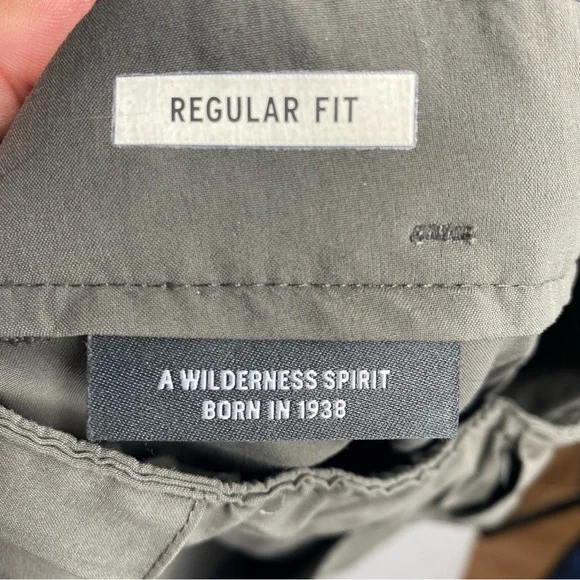 REGULAR FIT
A WILDERNESS SPIRIT
BORN IN 1938